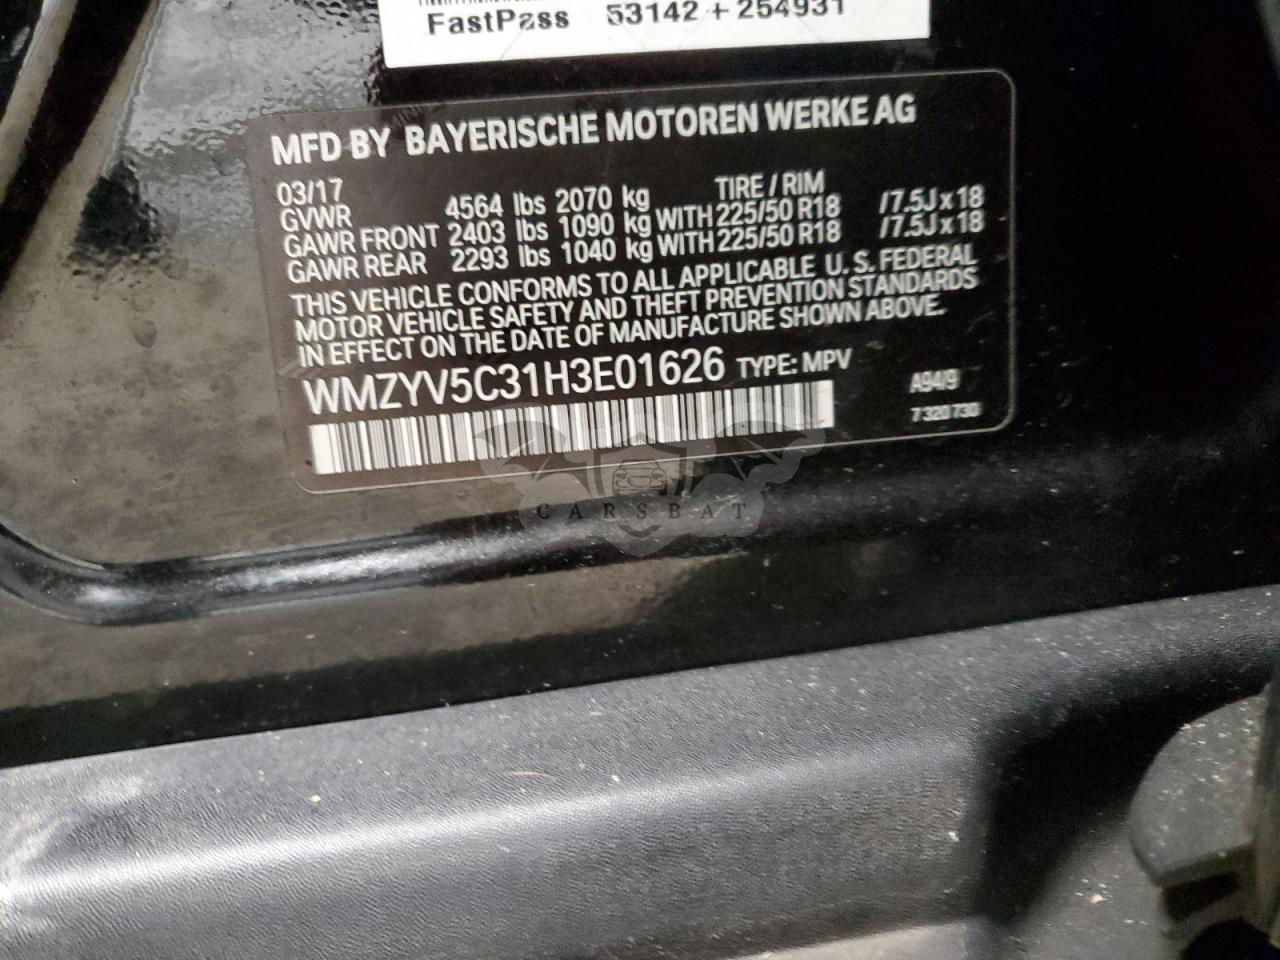 FastPass 53142 + 254931
MFD BY BAYERISCHE MOTOREN WERKE AG
03/17 TIRE / RIM
GVWR 4564 lbs 2070 kg
GAWR FRONT 2403 lbs 1090 kg WITH 225/50 R18 /7.5J x 18
GAWR REAR 2293 lbs 1040 kg WITH 225/50 R18 /7.5J x 18
THIS VEHICLE CONFORMS TO ALL APPLICABLE U. S. FEDERAL
MOTOR VEHICLE SAFETY AND THEFT PREVENTION STANDARDS
IN EFFECT ON THE DATE OF MANUFACTURE SHOWN ABOVE.
WMZYV5C31H3E01626 TYPE: MPV
A94/9
7 320 730
CARSBAT